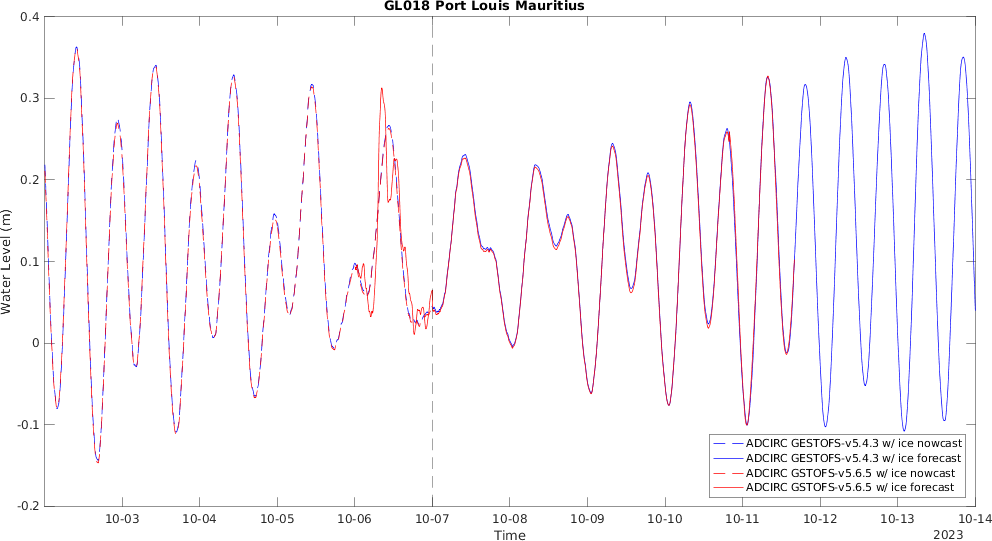 GL018 Port Louis Mauritius
0.4
0.3
0.2
0.1
0
-0.1
-0.2
Water Level (m)
ADCIRC GESTOFS-v5.4.3 w/ ice nowcast
ADCIRC GESTOFS-v5.4.3 w/ ice forecast
ADCIRC GSTOFS-v5.6.5 w/ ice nowcast
ADCIRC GSTOFS-v5.6.5 w/ ice forecast
10-03 10-04 10-05 10-06 10-07 10-08 10-09 10-10 10-11 10-12 10-13 10-14
Time
2023